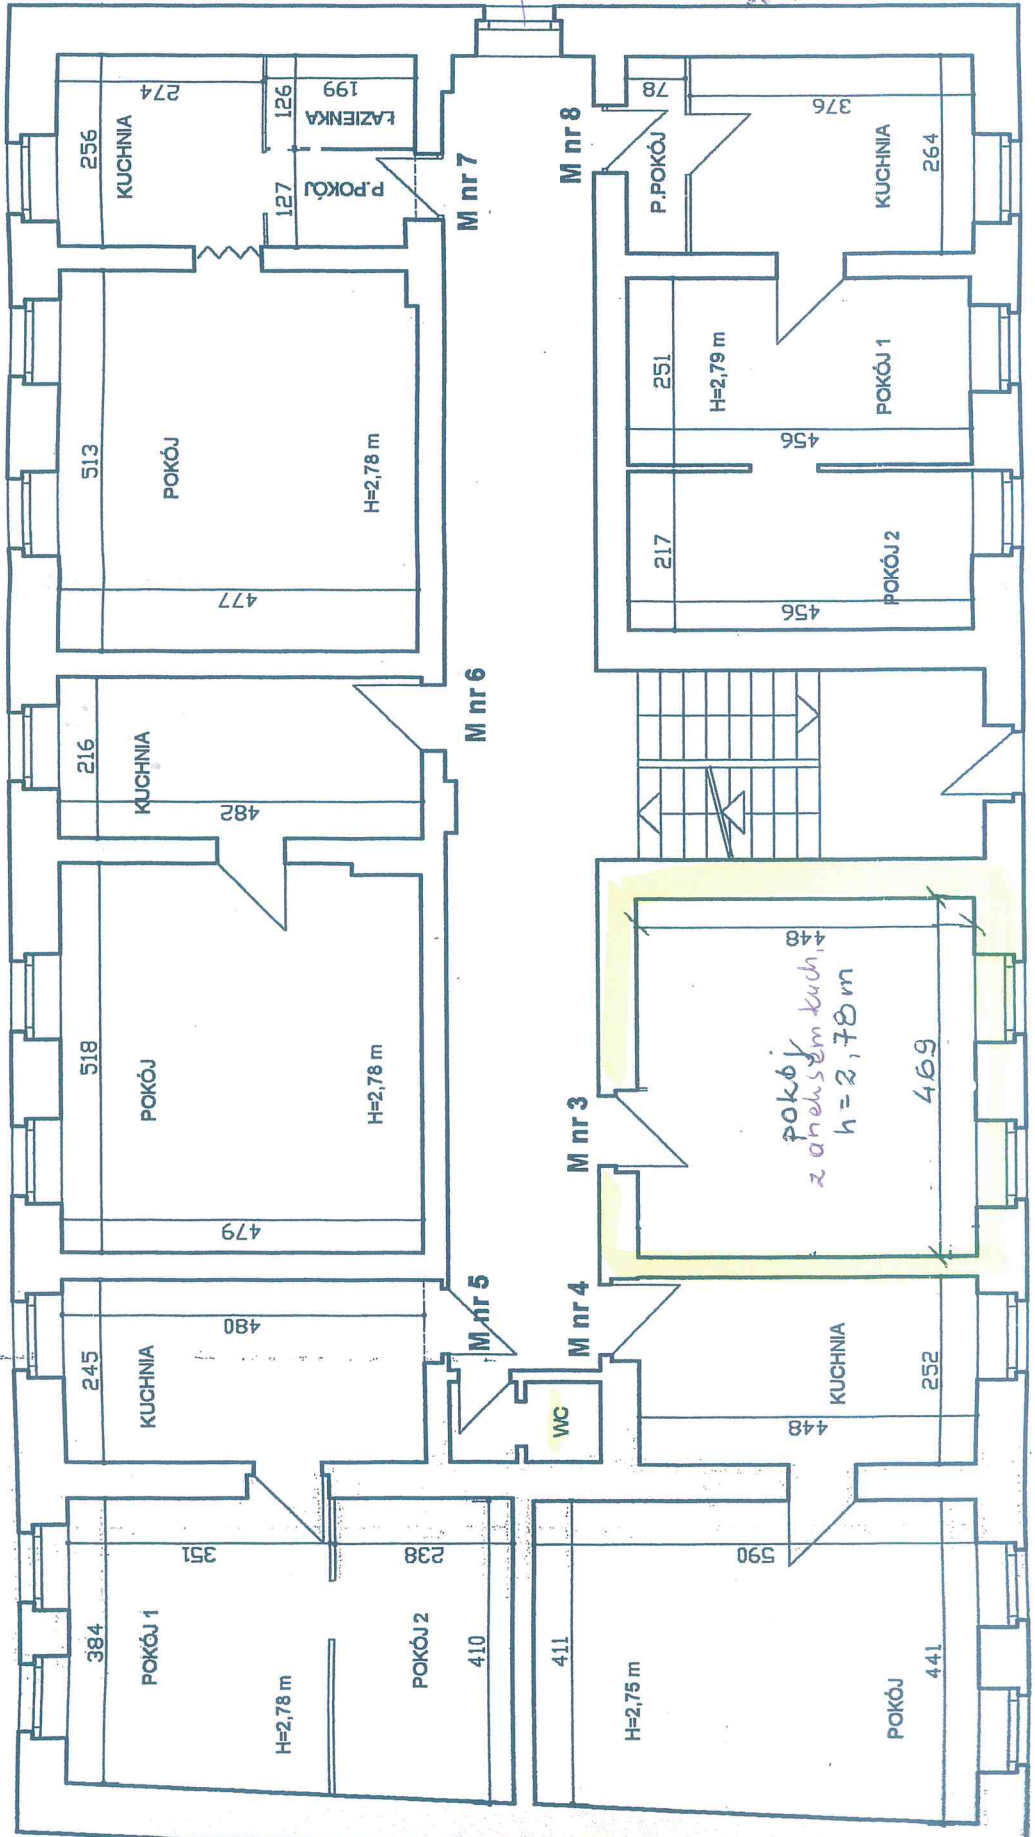 384
351
POKÓJ 1
H=2,78 m
238
POKÓJ 2
410
245
KUCHNIA
480
M nr 5
518
POKÓJ
H=2,78 m
479
216
KUCHNIA
482
M nr 6
513
POKÓJ
H=2,78 m
477
256
KUCHNIA
274
127
126
P.POKÓJ
ŁAZIENKA
199
M nr 7
411
590
H=2,75 m
POKÓJ
441
WC
M nr 4
KUCHNIA
448
252
M nr 3
448
POKÓJ
z aneksem kuch.
h = 2,78 m
469
217
456
POKÓJ 2
251
H=2,79 m
456
POKÓJ 1
M nr 8
78
P.POKÓJ
376
KUCHNIA
264